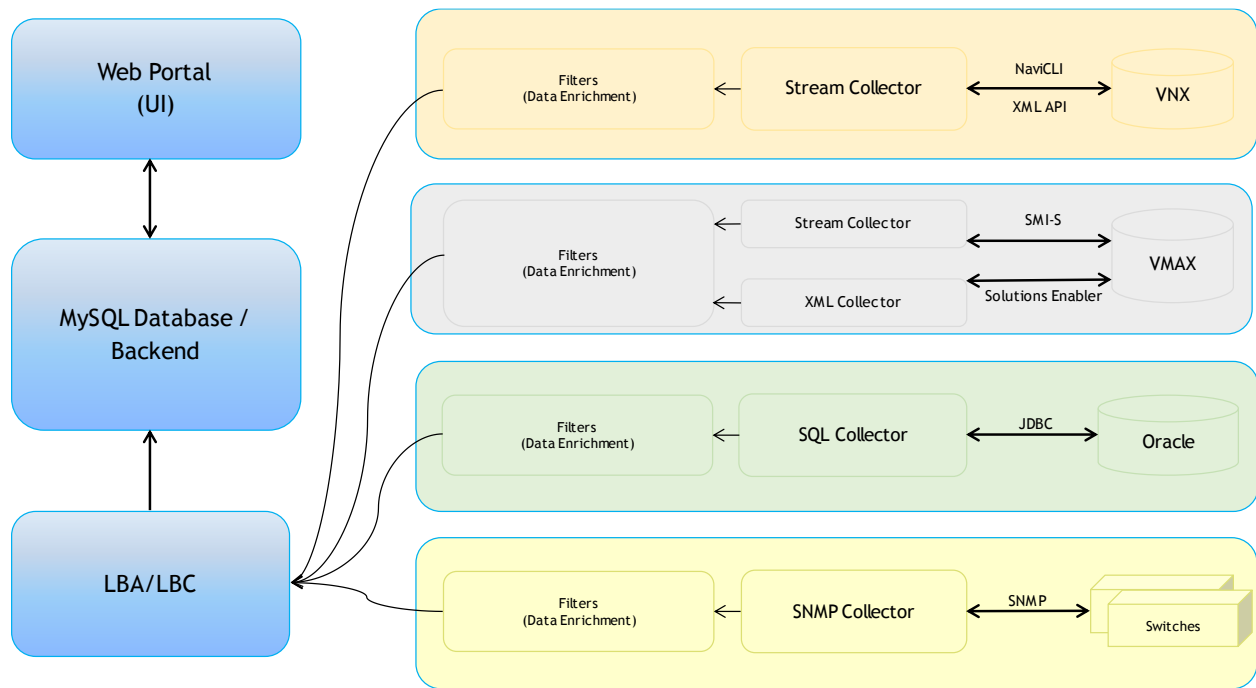 Web Portal
(UI)
MySQL Database /
Backend
LBA/LBC
Filters
(Data Enrichment)
Stream Collector
NaviCLI
XML API
VNX
Filters
(Data Enrichment)
Stream Collector
XML Collector
SMI-S
Solutions Enabler
VMAX
Filters
(Data Enrichment)
SQL Collector
JDBC
Oracle
Filters
(Data Enrichment)
SNMP Collector
SNMP
Switches